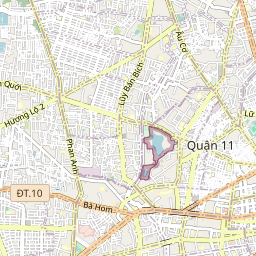 Âu Cơ
Lũy Bán Bích
n Quới
Hương Lộ 2
Lữ
Phan Anh
Quận 11
ĐT.10
Bà Hom